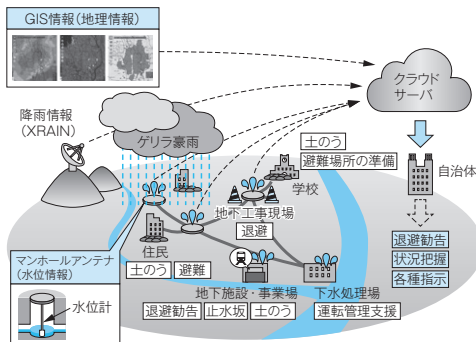 GIS情報(地理情報)
クラウド
サーバ
降雨情報
(XRAIN)
ゲリラ豪雨
土のう
避難場所の準備
学校
自治体
地下工事現場
退避
住民
土のう
避難
マンホールアンテナ
(水位情報)
水位計
地下施設・事業場
退避勧告
止水坂
土のう
下水処理場
運転管理支援
退避勧告
状況把握
各種指示